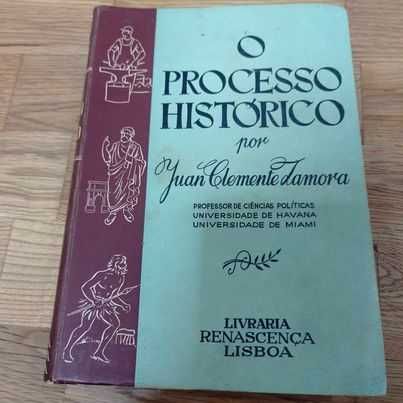 O
PROCESSO
HISTÓRICO
por
Juan Clemente Zamora
PROFESSOR DE CIÊNCIAS POLÍTICAS
UNIVERSIDADE DE HAVANA
UNIVERSIDADE DE MIAMI
LIVRARIA
RENASCENÇA
LISBOA